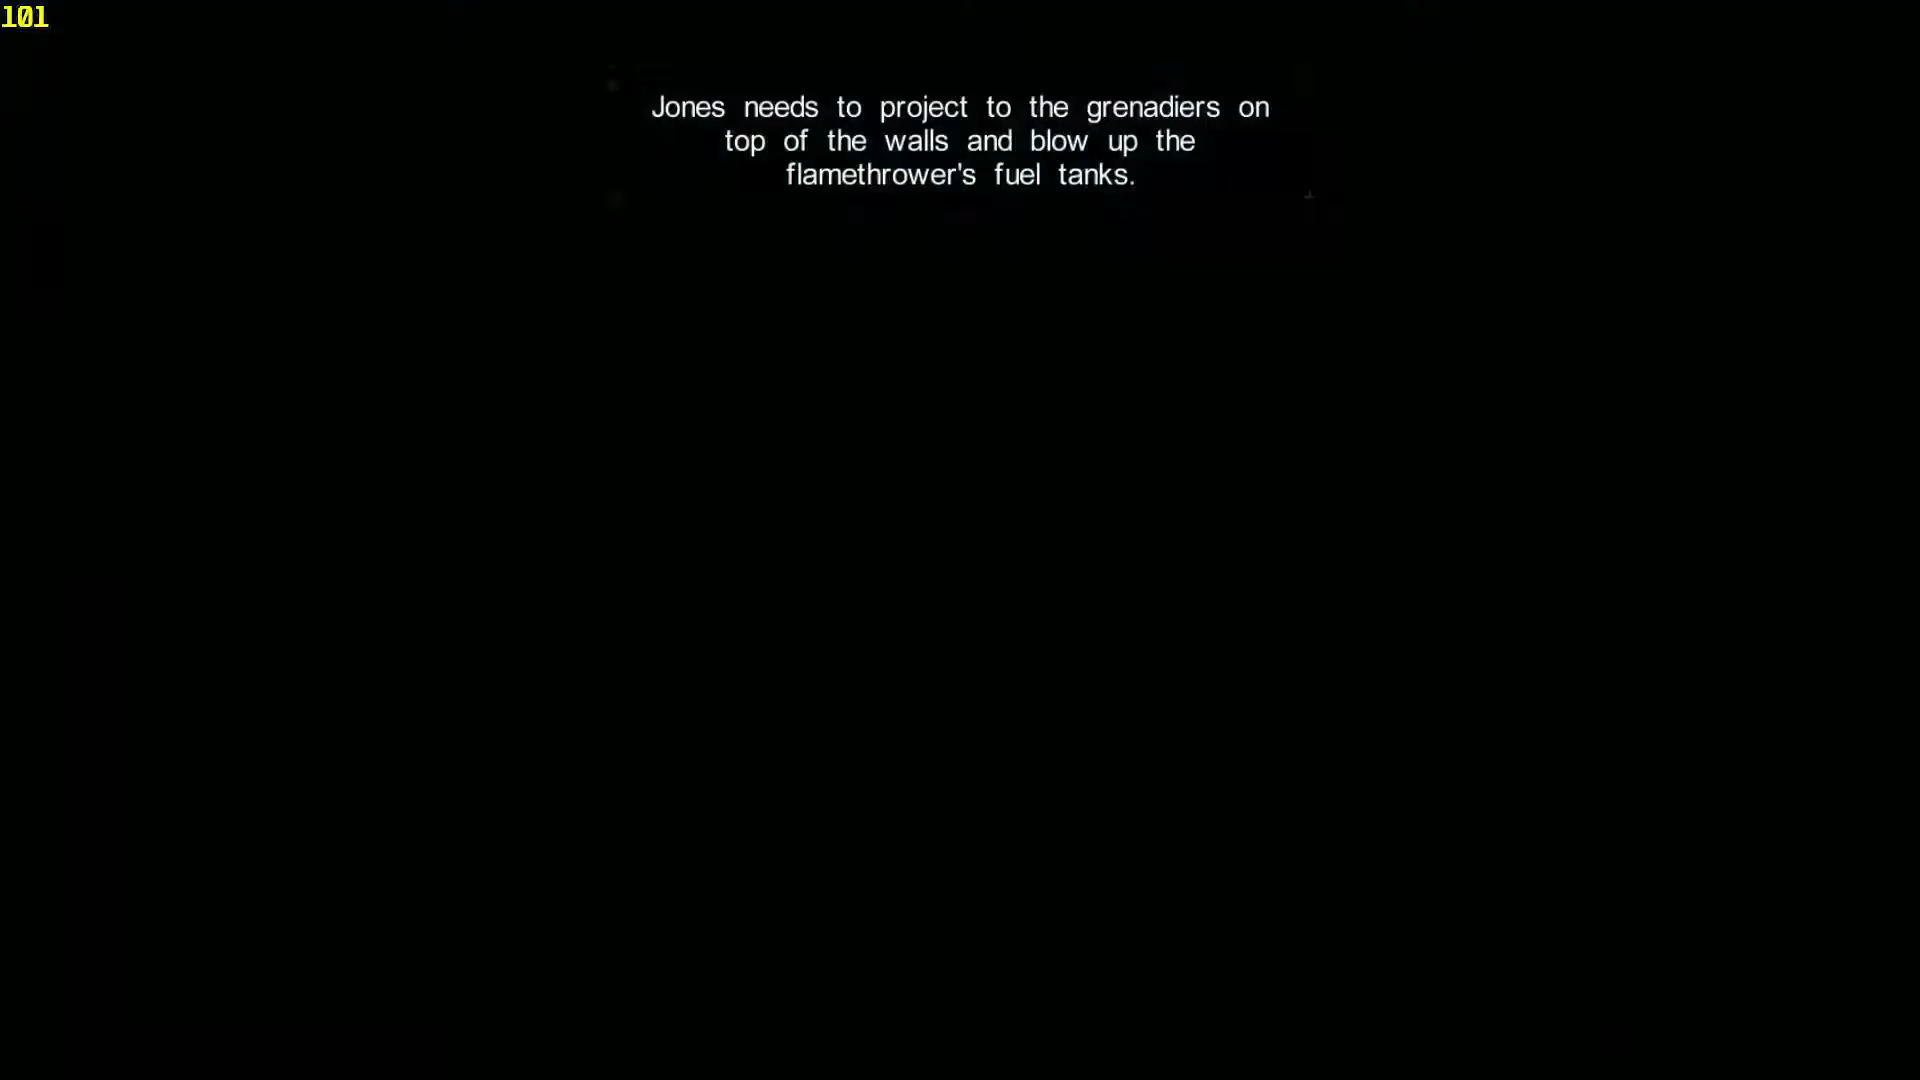 101
Jones needs to project to the grenadiers on
top of the walls and blow up the
flamethrower's fuel tanks.